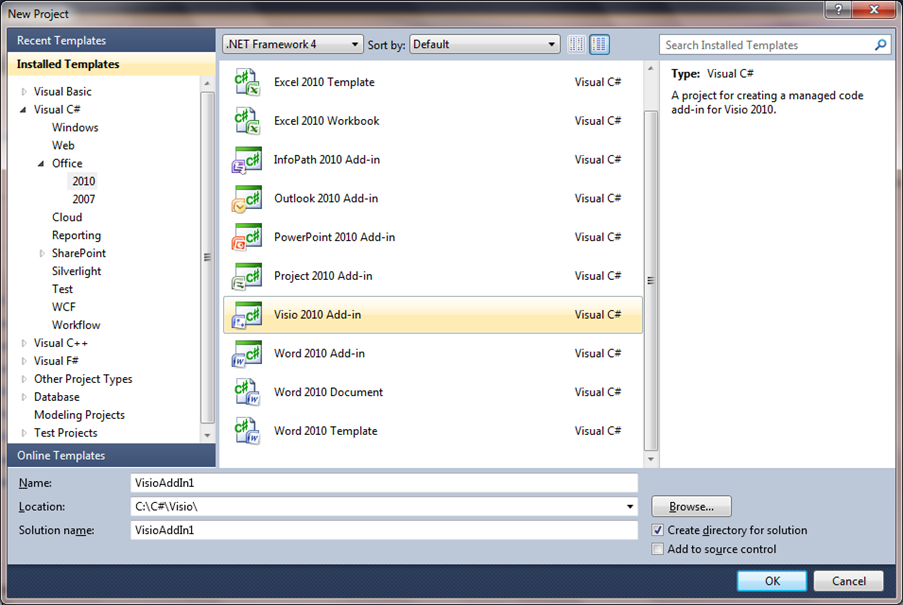 New Project
Recent Templates
Installed Templates
Visual Basic
Visual C#
Windows
Web
Office
2010
2007
Cloud
Reporting
SharePoint
Silverlight
Test
WCF
Workflow
Visual C++
Visual F#
Other Project Types
Database
Modeling Projects
Test Projects
Online Templates
.NET Framework 4 Sort by: Default
Excel 2010 Template Visual C#
Excel 2010 Workbook Visual C#
InfoPath 2010 Add-in Visual C#
Outlook 2010 Add-in Visual C#
PowerPoint 2010 Add-in Visual C#
Project 2010 Add-in Visual C#
Visio 2010 Add-in Visual C#
Word 2010 Add-in Visual C#
Word 2010 Document Visual C#
Word 2010 Template Visual C#
Search Installed Templates
Type: Visual C#
A project for creating a managed code
add-in for Visio 2010.
Name: VisioAddIn1
Location: C:\C#\Visio\ Browse...
Solution name: VisioAddIn1
Create directory for solution
Add to source control
OK Cancel